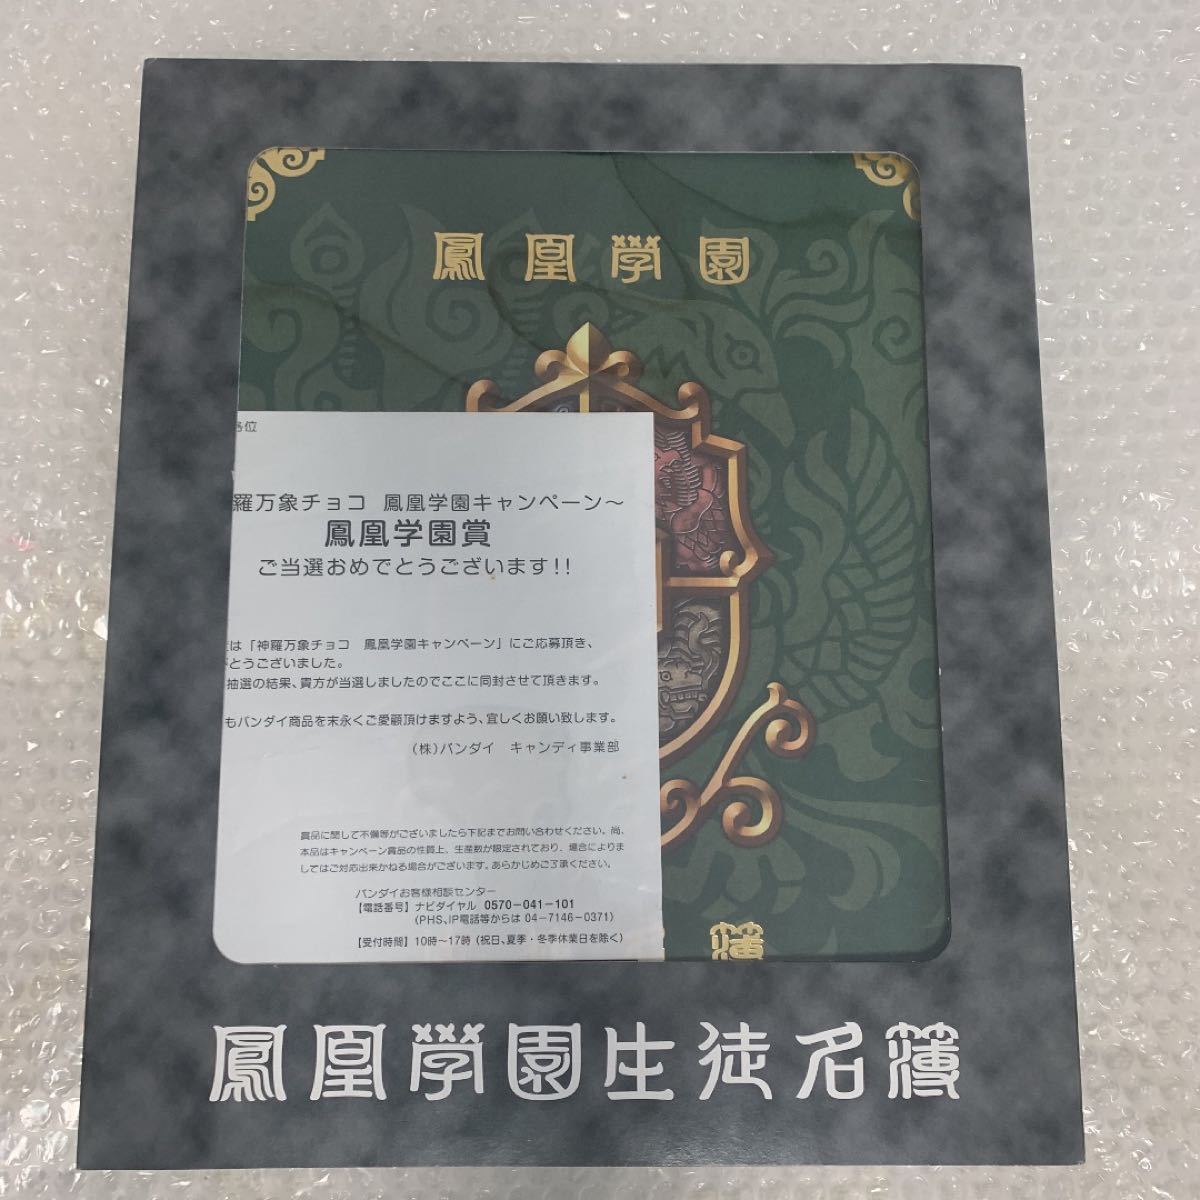 鳳凰学園
各位
羅万象チョコ 鳳凰学園キャンペーン～
鳳凰学園賞
ご当選おめでとうございます!!
は「神羅万象チョコ 鳳凰学園キャンペーン」にご応募頂き、
とうございました。
抽選の結果、貴方が当選しましたのでここに同封させて頂きます。
もバンダイ商品を末永くご愛顧頂けますよう、宜しくお願い致します。
(株)バンダイ キャンディ事業部
賞品に関して不備等がございましたら下記までお問い合わせください。尚、
本品はキャンペーン賞品の性質上、生産数が限定されており、場合によりま
してはご対応出来かねる場合がございます。あらかじめご了承ください。
バンダイお客様相談センター
【電話番号】ナビダイヤル 0570-041-101
(PHS、IP電話等からは 04-7146-0371)
【受付時間】10時～17時 (祝日、夏季・冬季休業日を除く)
簿
鳳凰學園生徒名簿